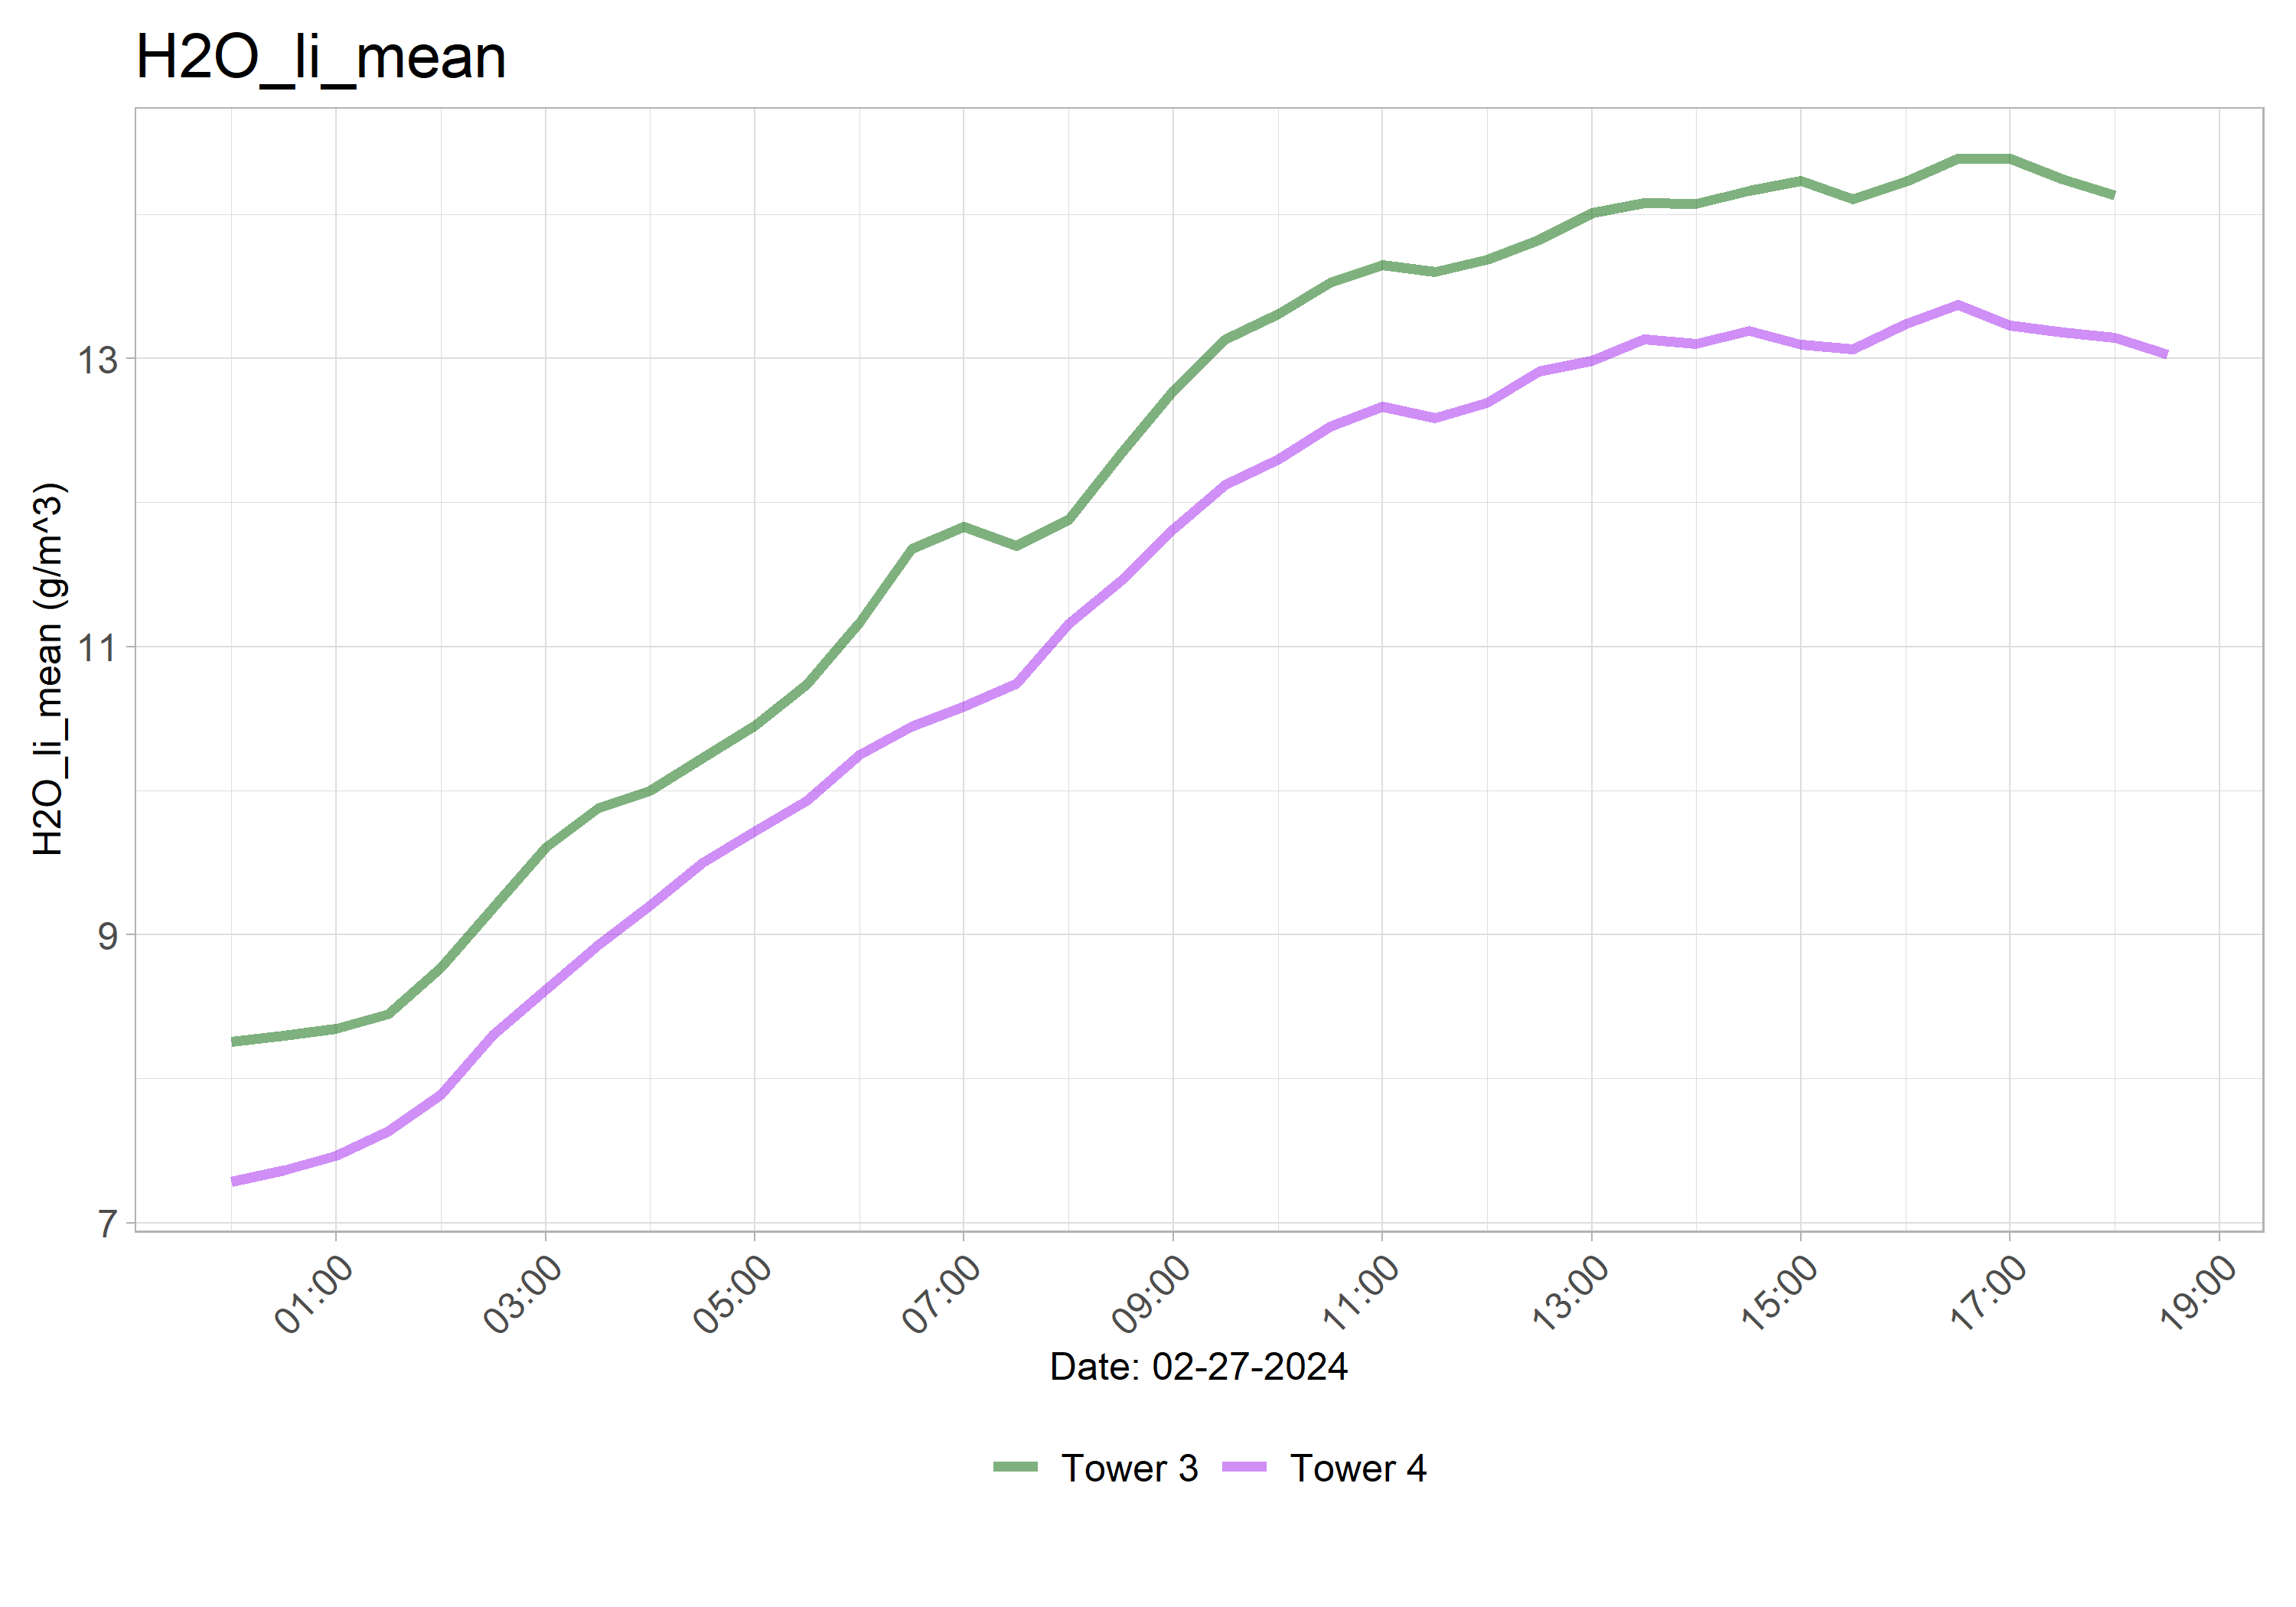 H2O_li_mean
H2O_li_mean (g/m^3)
13
11
9
7
01:00 03:00 05:00 07:00 09:00 11:00 13:00 15:00 17:00 19:00
Date: 02-27-2024
Tower 3 Tower 4